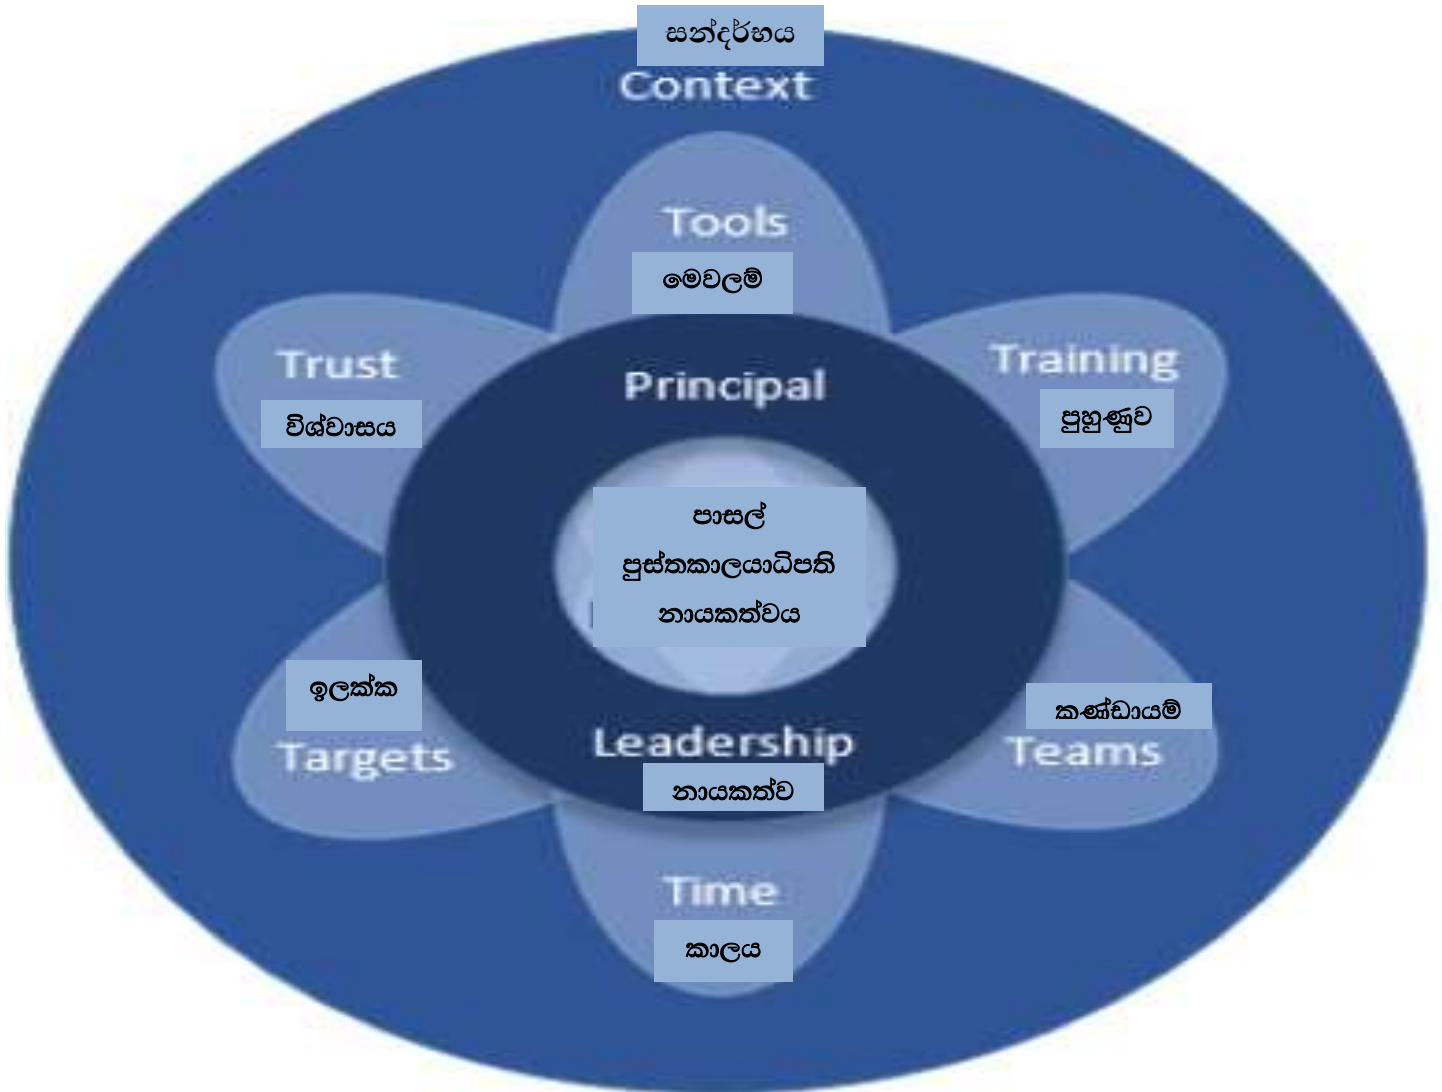 සන්දර්භය
Context
Tools
මෙවලම්
Trust
විශ්වාසය
Training
පුහුණුව
Principal
පාසල්
පුස්තකාලයාධිපති
නායකත්වය
ඉලක්ක
Targets
කණ්ඩායම්
Teams
Leadership
නායකත්ව
Time
කාලය